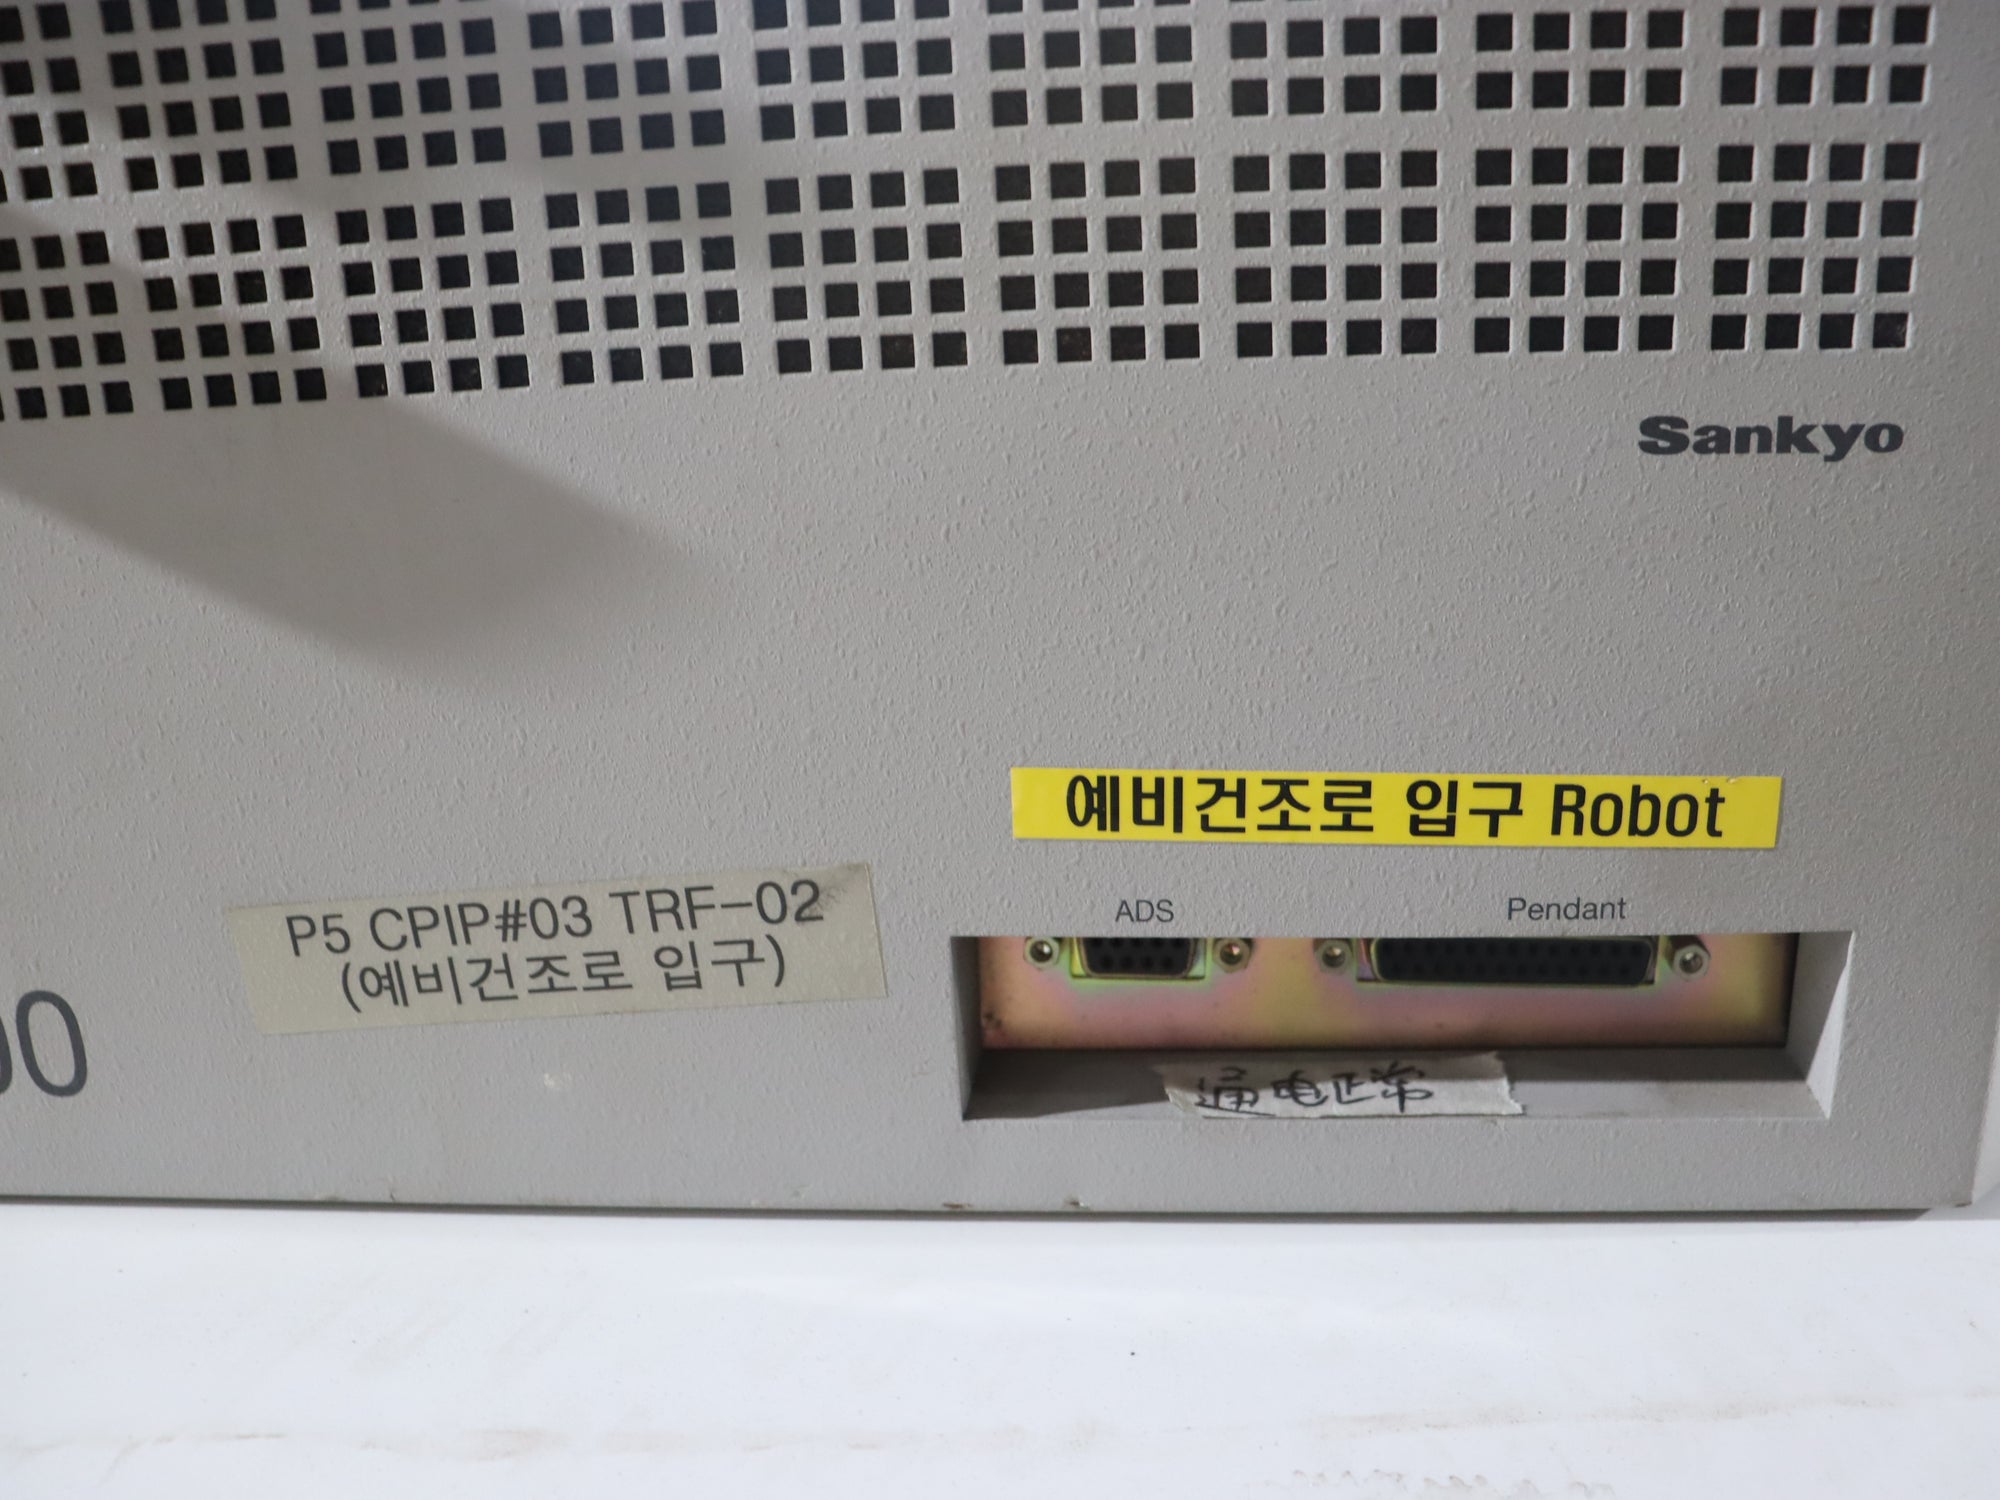 Sankyo
예비건조로 입구 Robot
P5 CPIP#03 TRF-02
(예비건조로 입구)
ADS
Pendant
00
通电正常